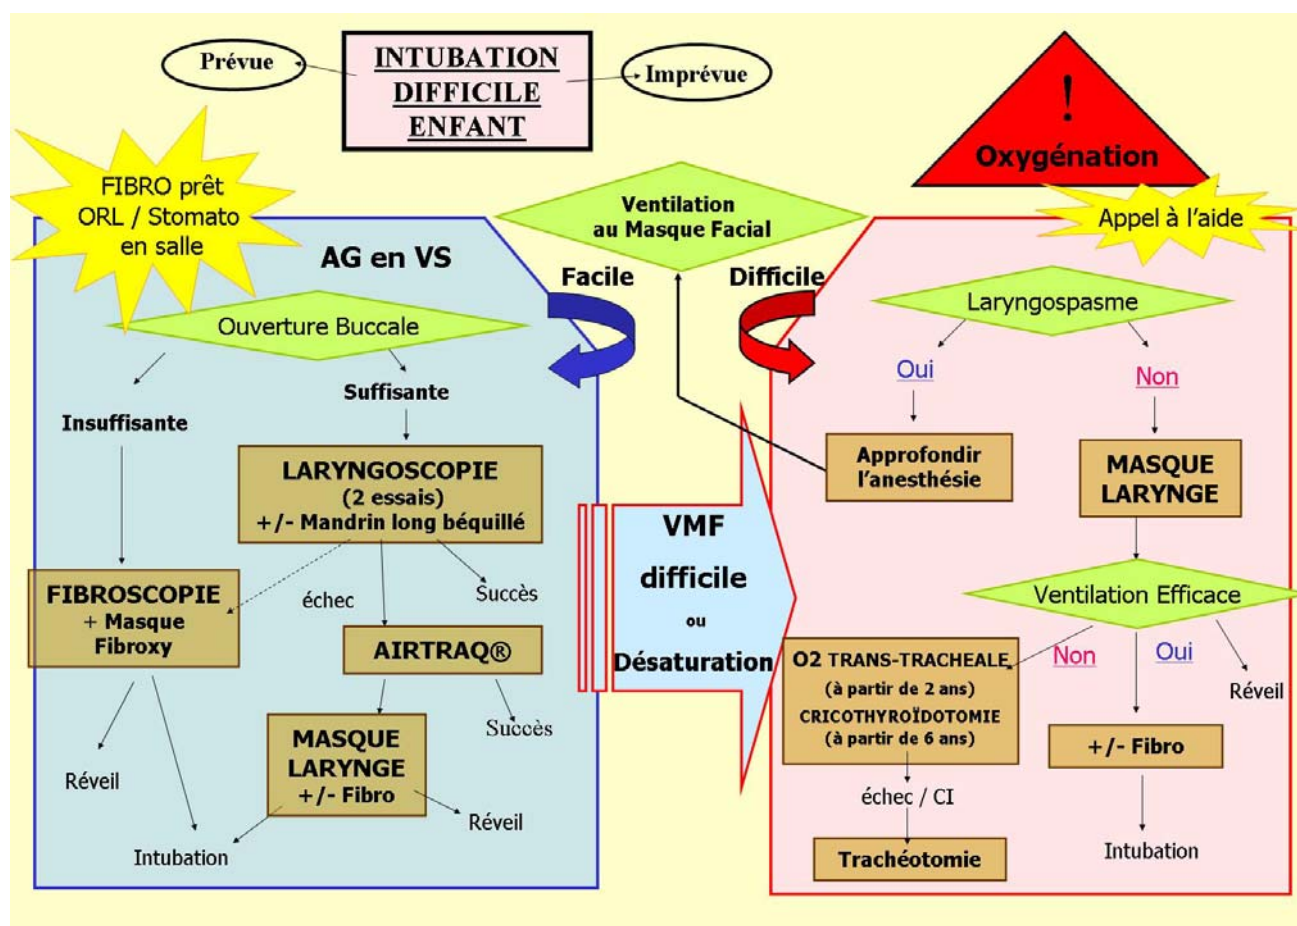 Prévue
INTUBATION
DIFFICILE
ENFANT
Imprévue
!
Oxygénation
FIBRO prêt
ORL / Stomato
en salle
Ventilation
au Masque Facial
Appel à l'aide
AG en VS
Facile
Difficile
Ouverture Buccale
Laryngospasme
Insuffisante
Suffisante
Oui
Non
LARYNGOSCOPIE
(2 essais)
+/- Mandrin long béquillé
Approfondir
l'anesthésie
MASQUE
LARYNGE
VMF
difficile
ou
Désaturation
FIBROSCOPIE
+ Masque
Fibroxy
échec
Succès
AIRTRAQ®
Succès
MASQUE
LARYNGE
+/- Fibro
Réveil
Réveil
Intubation
Ventilation Efficace
Non
Oui
Réveil
O2 TRANS-TRACHEALE
(à partir de 2 ans)
CRICOTHYROÏDOTOMIE
(à partir de 6 ans)
+/- Fibro
échec / CI
Trachéotomie
Intubation